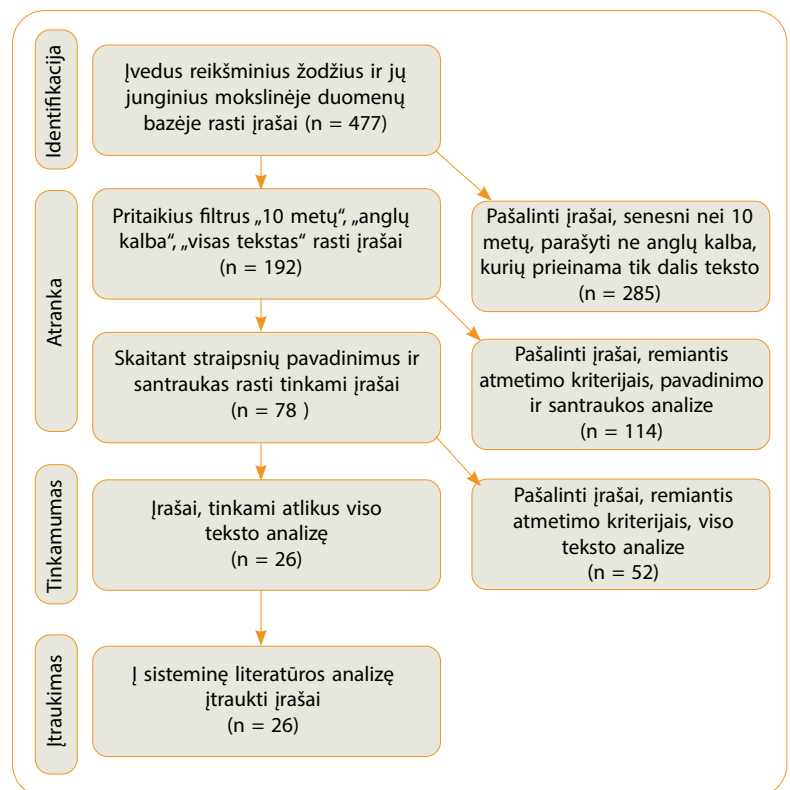 Identifikacija
Įvedus reikšminius žodžius ir jų
junginius mokslinėje duomenų
bazėje rasti įrašai (n = 477)
Atranka
Pritaikius filtrus „10 metų“, „anglų
kalba“, „visas tekstas“ rasti įrašai
(n = 192)
Pašalinti įrašai, senesni nei 10
metų, parašyti ne anglų kalba,
kurių prieinama tik dalis teksto
(n = 285)
Skaitant straipsnių pavadinimus ir
santraukas rasti tinkami įrašai
(n = 78 )
Pašalinti įrašai, remiantis
atmetimo kriterijais, pavadinimo
ir santraukos analize
(n = 114)
Tinkamumas
Įrašai, tinkami atlikus viso
teksto analizę
(n = 26)
Pašalinti įrašai, remiantis
atmetimo kriterijais, viso
teksto analize
(n = 52)
Įtraukimas
Į sisteminę literatūros analizę
įtraukti įrašai
(n = 26)